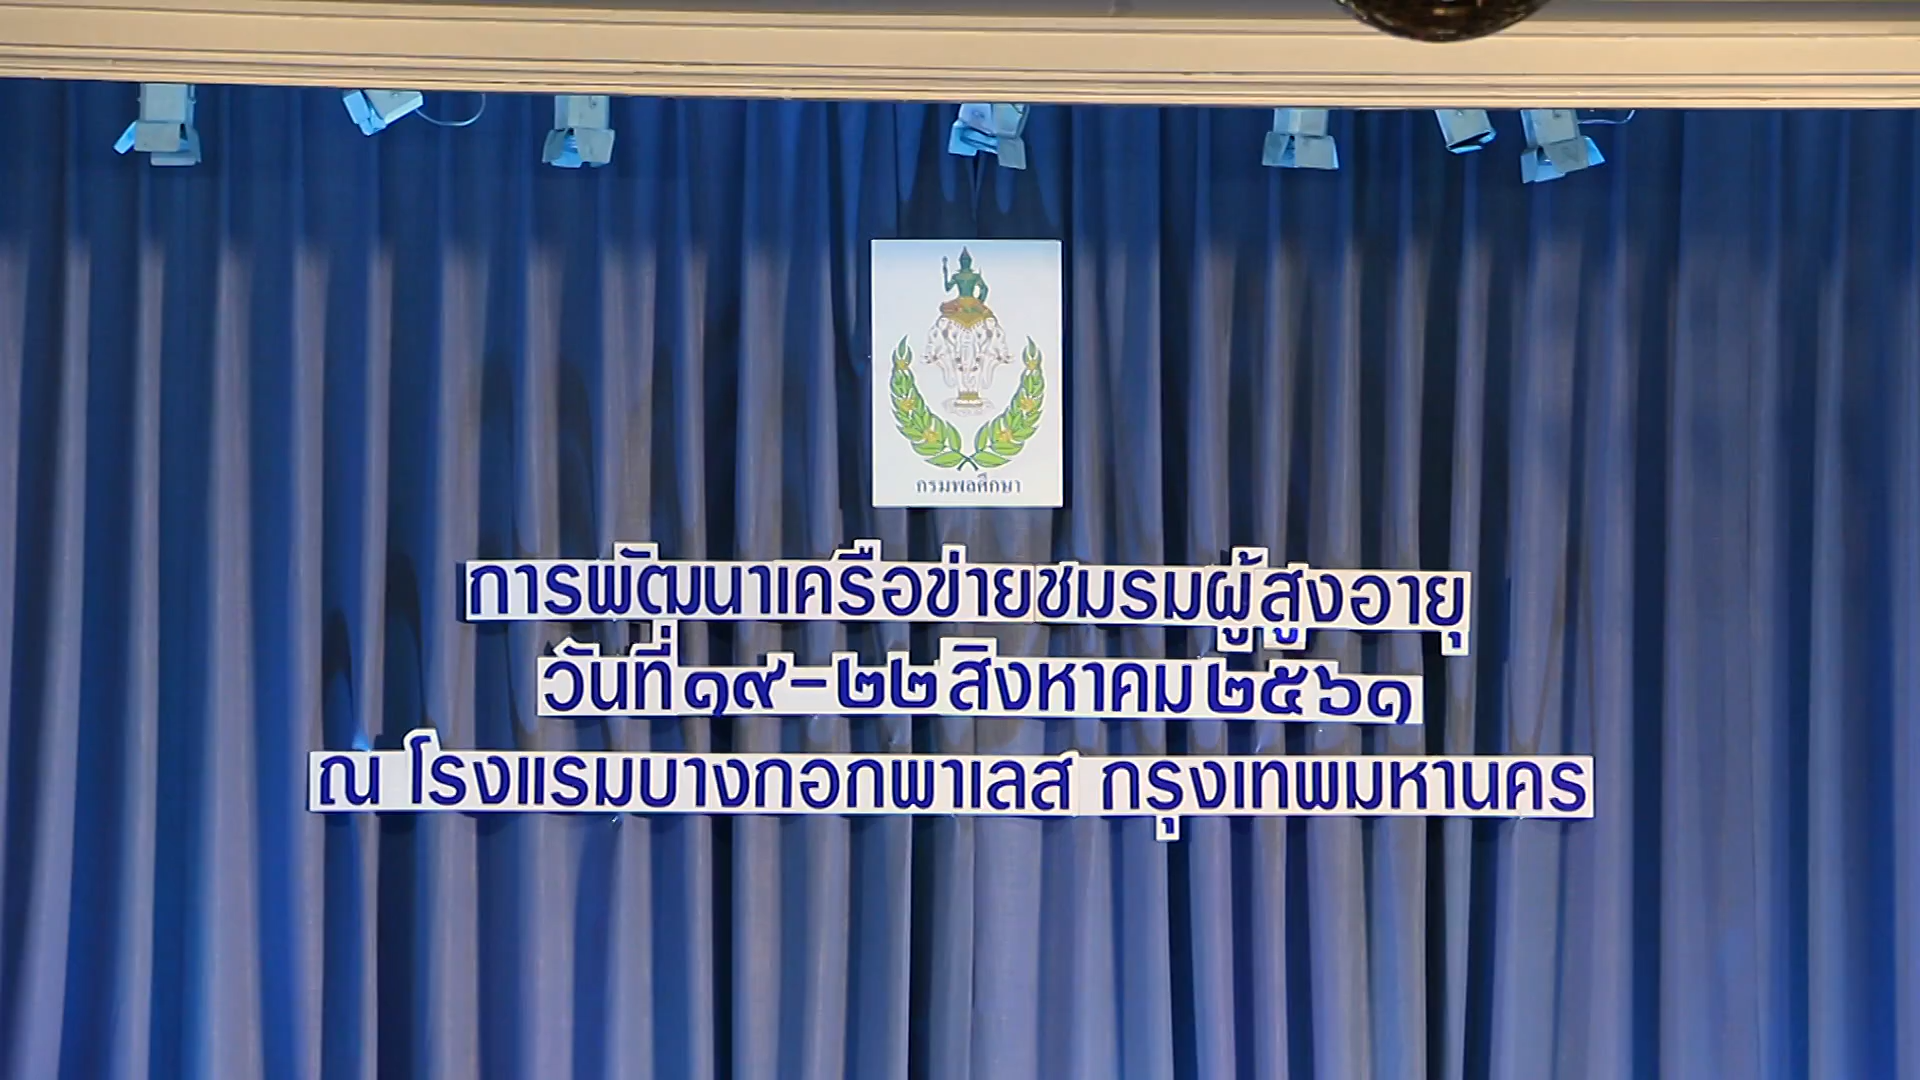 กรมพลศึกษา
การพัฒนาเครือข่ายชมรมผู้สูงอายุ
วันที่ ๑๙-๒๒ สิงหาคม ๒๕๖๑
ณ โรงแรมบางกอกพาเลส กรุงเทพมหานคร